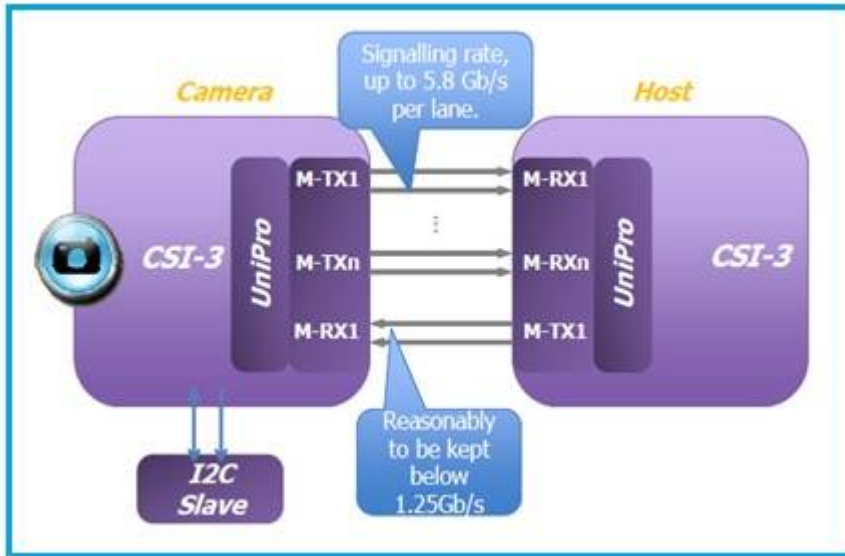 Signalling rate,
up to 5.8 Gb/s
per lane.
Camera
Host
M-TX1
M-RX1
CSI-3
UniPro
M-TXn
M-RXn
UniPro
CSI-3
M-RX1
M-TX1
Reasonably
to be kept
below
1.25Gb/s
I2C
Slave